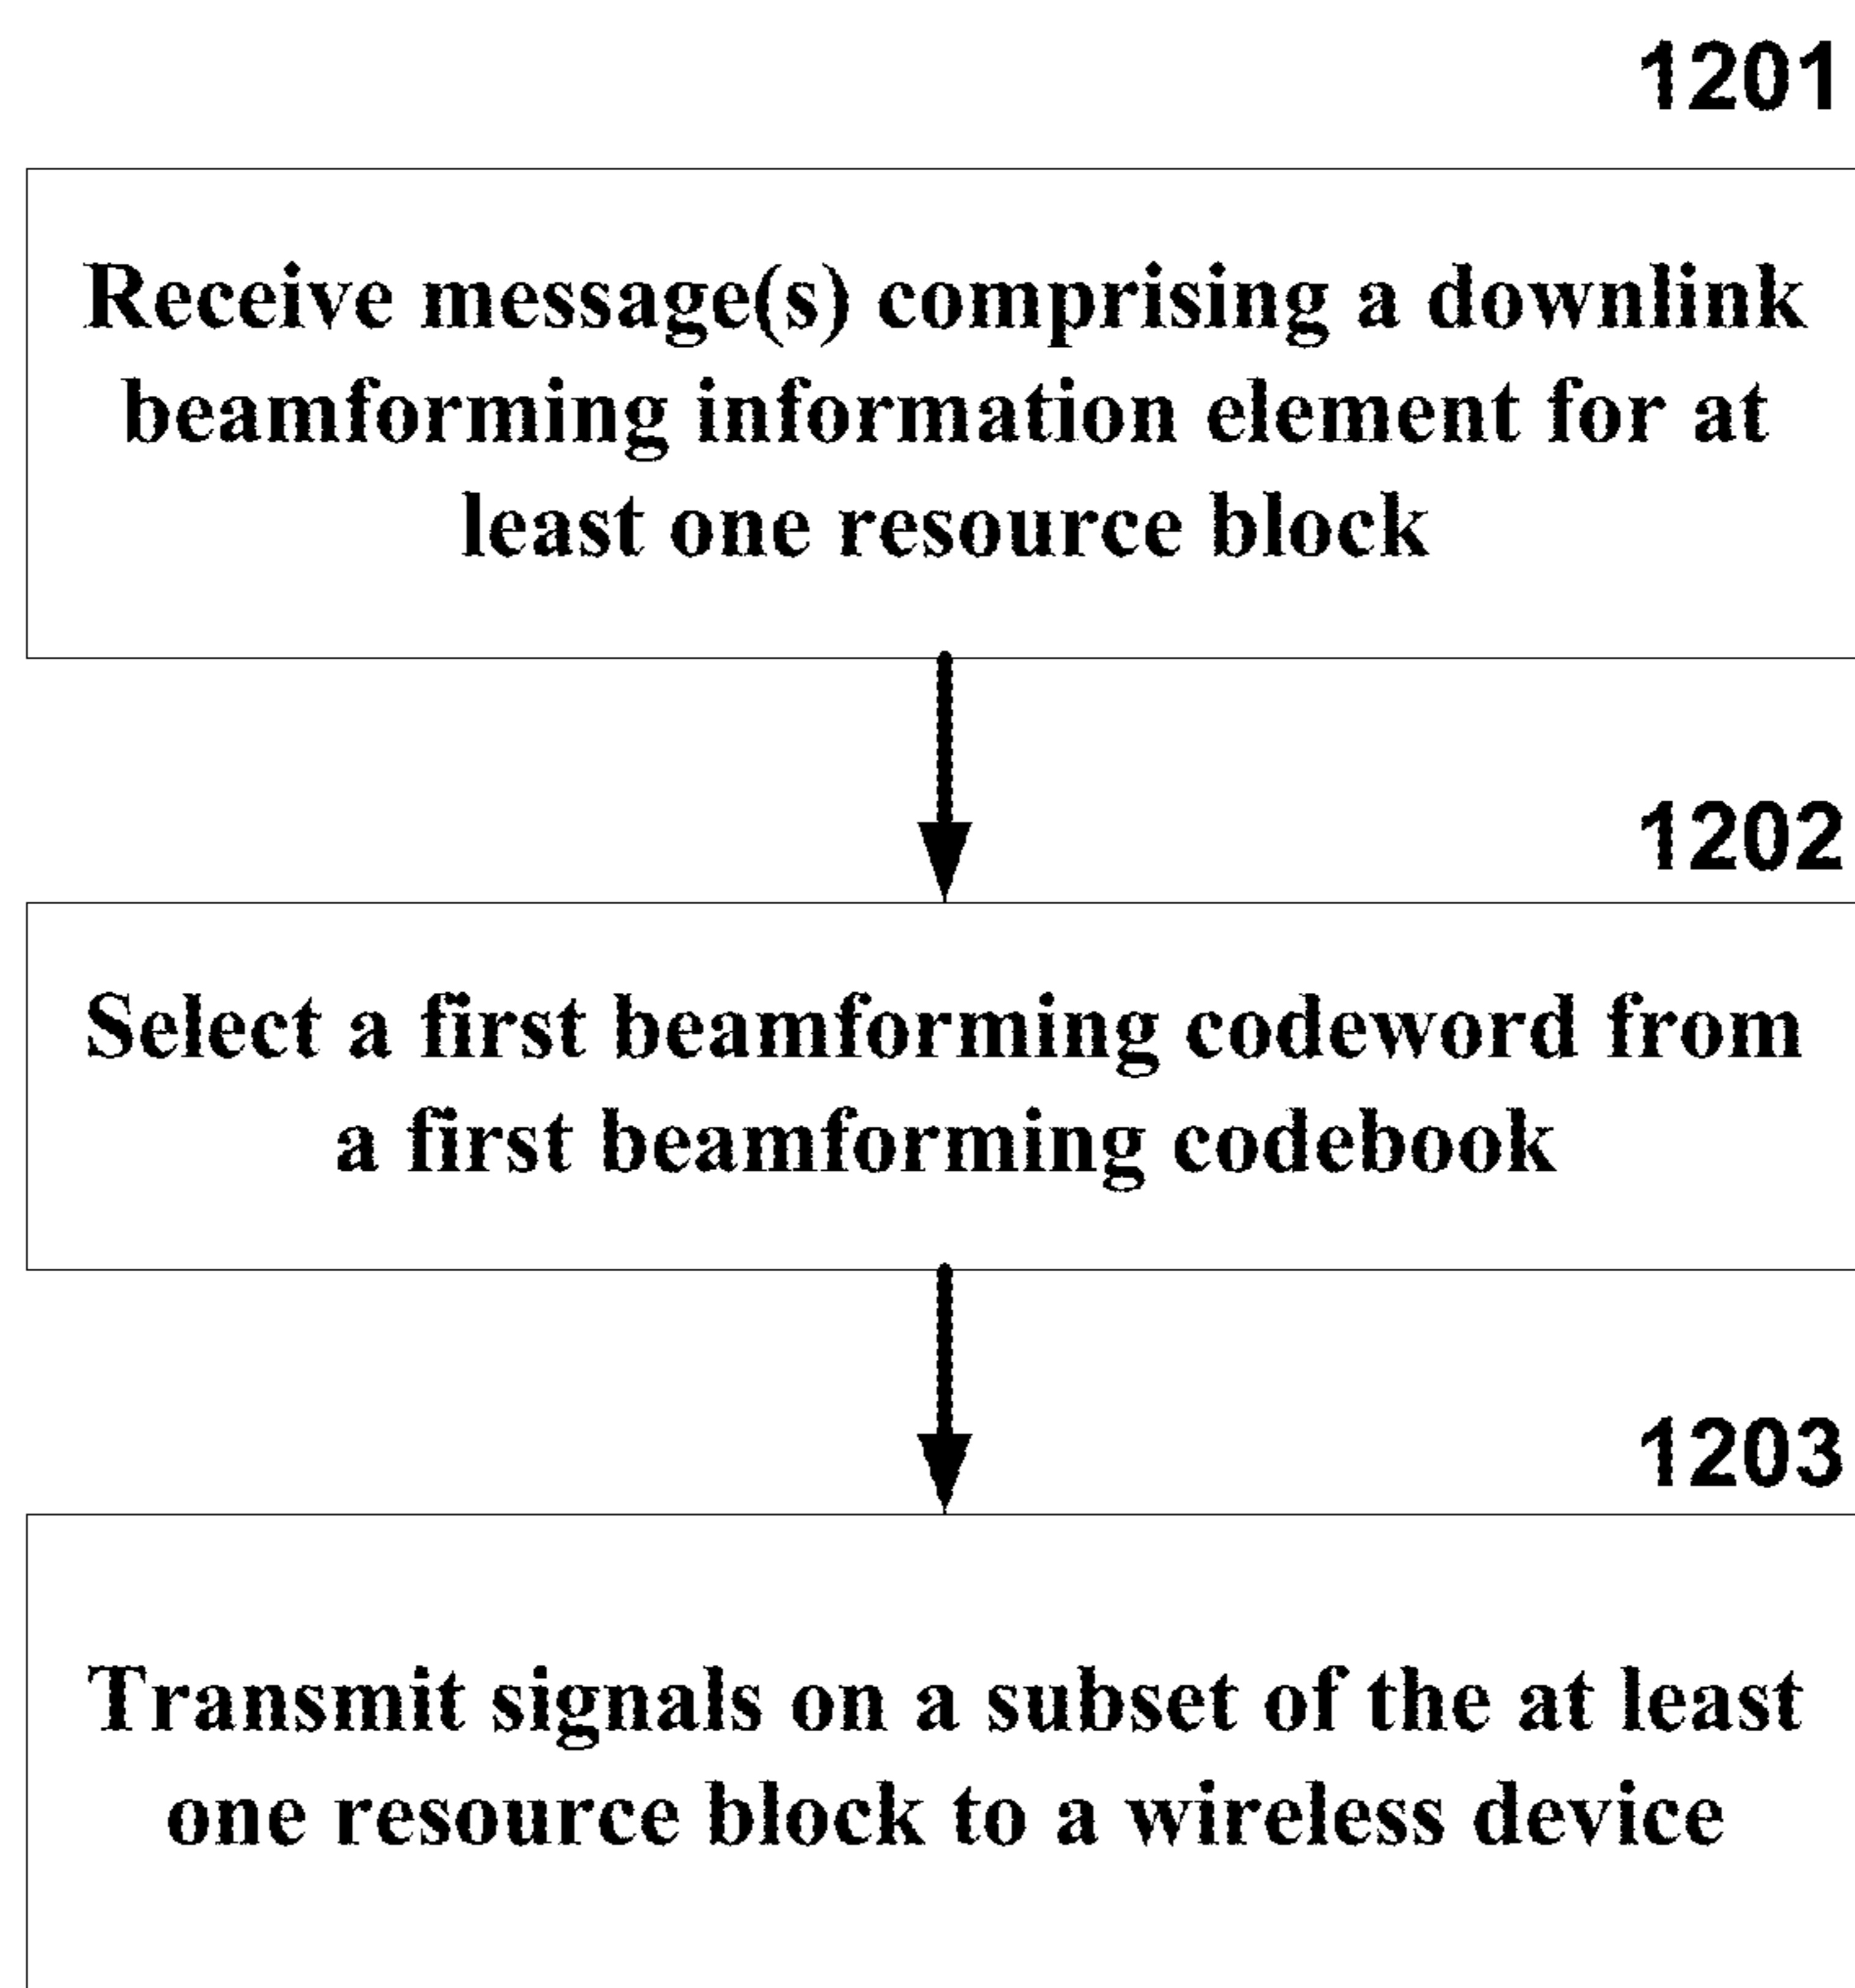 1201
Receive message(s) comprising a downlink
beamforming information element for at
least one resource block
1202
Select a first beamforming codeword from
a first beamforming codebook
1203
Transmit signals on a subset of the at least
one resource block to a wireless device